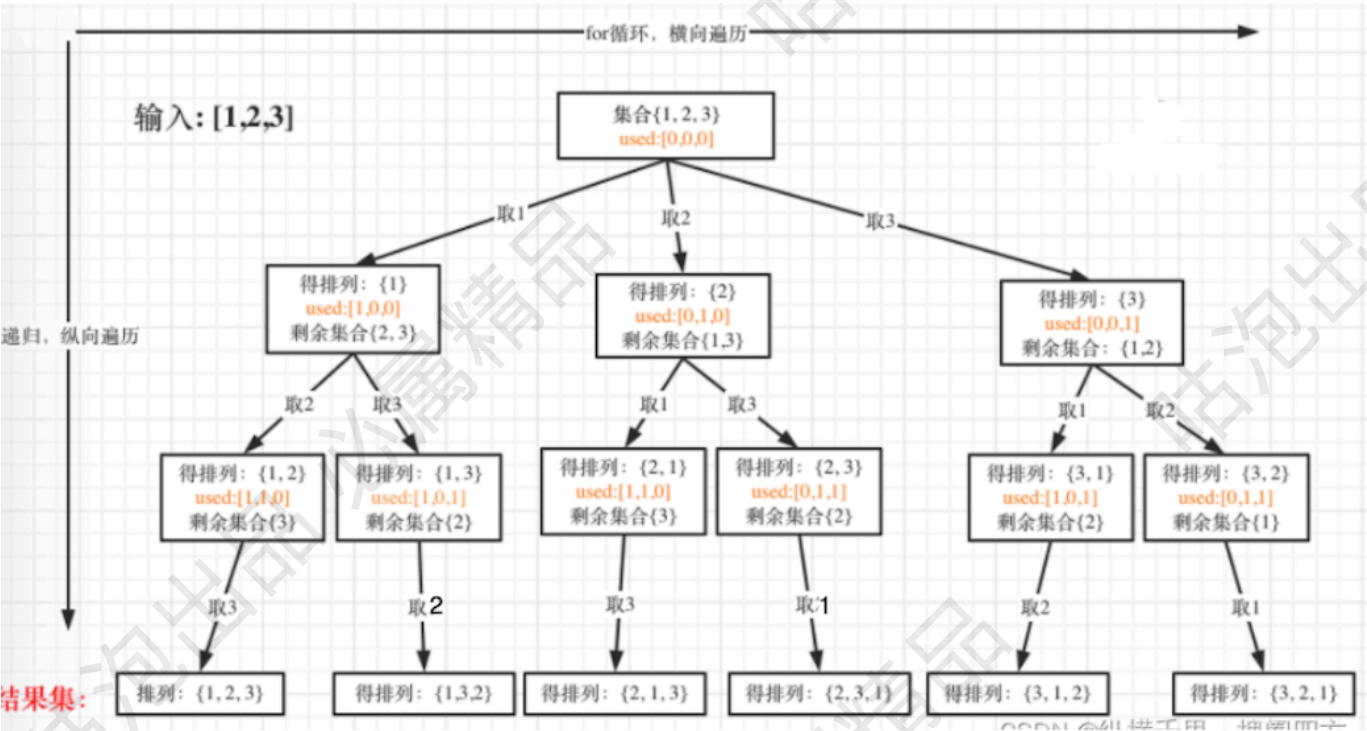 for循环，横向遍历
输入: [1,2,3]
集合{1, 2, 3}
used:[0,0,0]
取1
取2
取3
递归，纵向遍历
得排列：{1}
used:[1,0,0]
剩余集合{2, 3}
得排列：{2}
used:[0,1,0]
剩余集合{1,3}
得排列：{3}
used:[0,0,1]
剩余集合：{1,2}
取2
取3
取1
取3
取1
取2
得排列：{1, 2}
used:[1,1,0]
剩余集合{3}
得排列：{1, 3}
used:[1,0,1]
剩余集合{2}
得排列：{2, 1}
used:[1,1,0]
剩余集合{3}
得排列：{2, 3}
used:[0,1,1]
剩余集合{2}
得排列：{3, 1}
used:[1,0,1]
剩余集合{2}
得排列：{3, 2}
used:[0,1,1]
剩余集合{1}
取3
取2
取3
取1
取2
取1
结果集：
排列：{1, 2, 3}
得排列：{1,3,2}
得排列：{2, 1, 3}
得排列：{2, 3, 1}
得排列：{3, 1, 2}
得排列：{3, 2, 1}
咕泡出品 必属精品
咕泡出